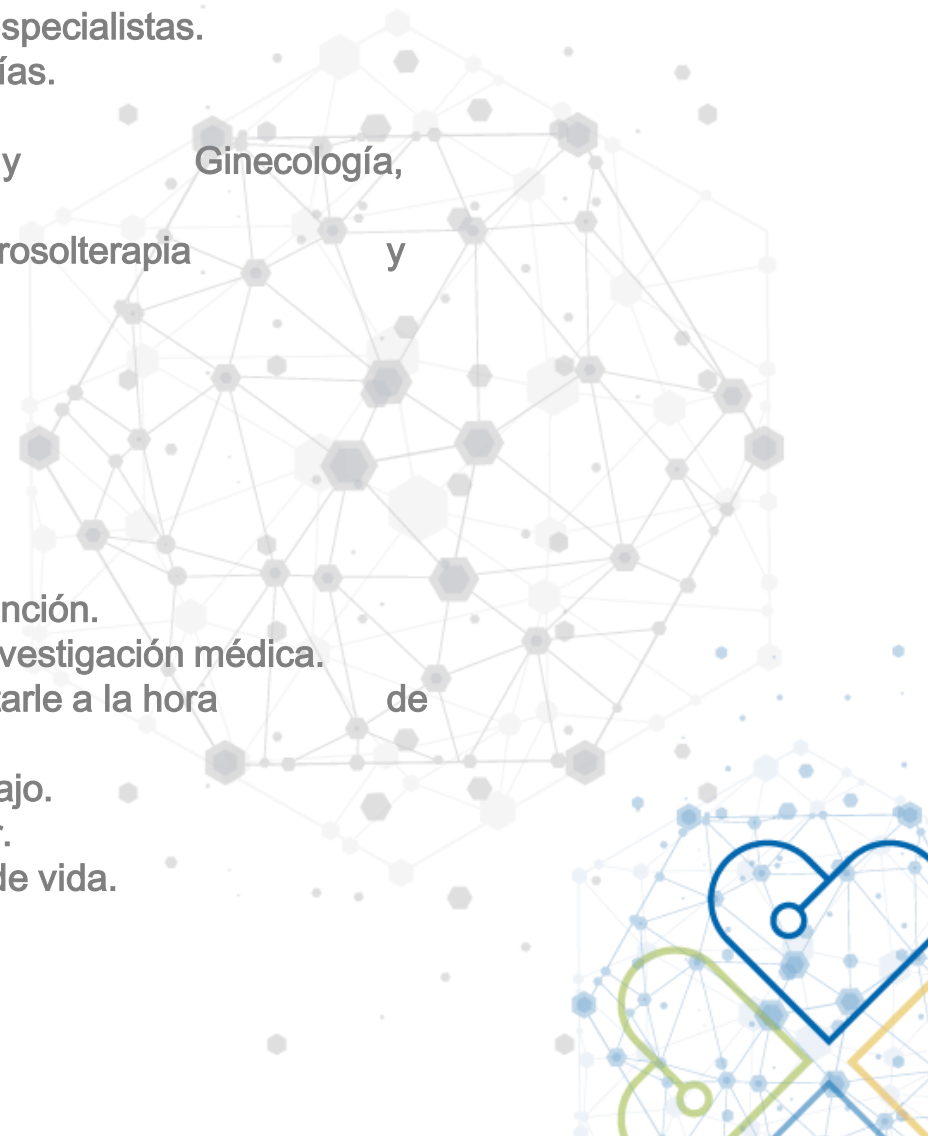 specialistas.
ías.
y Ginecología,
rosolterapia y
nción.
vestigación médica.
tarle a la hora de
ajo.
r.
de vida.